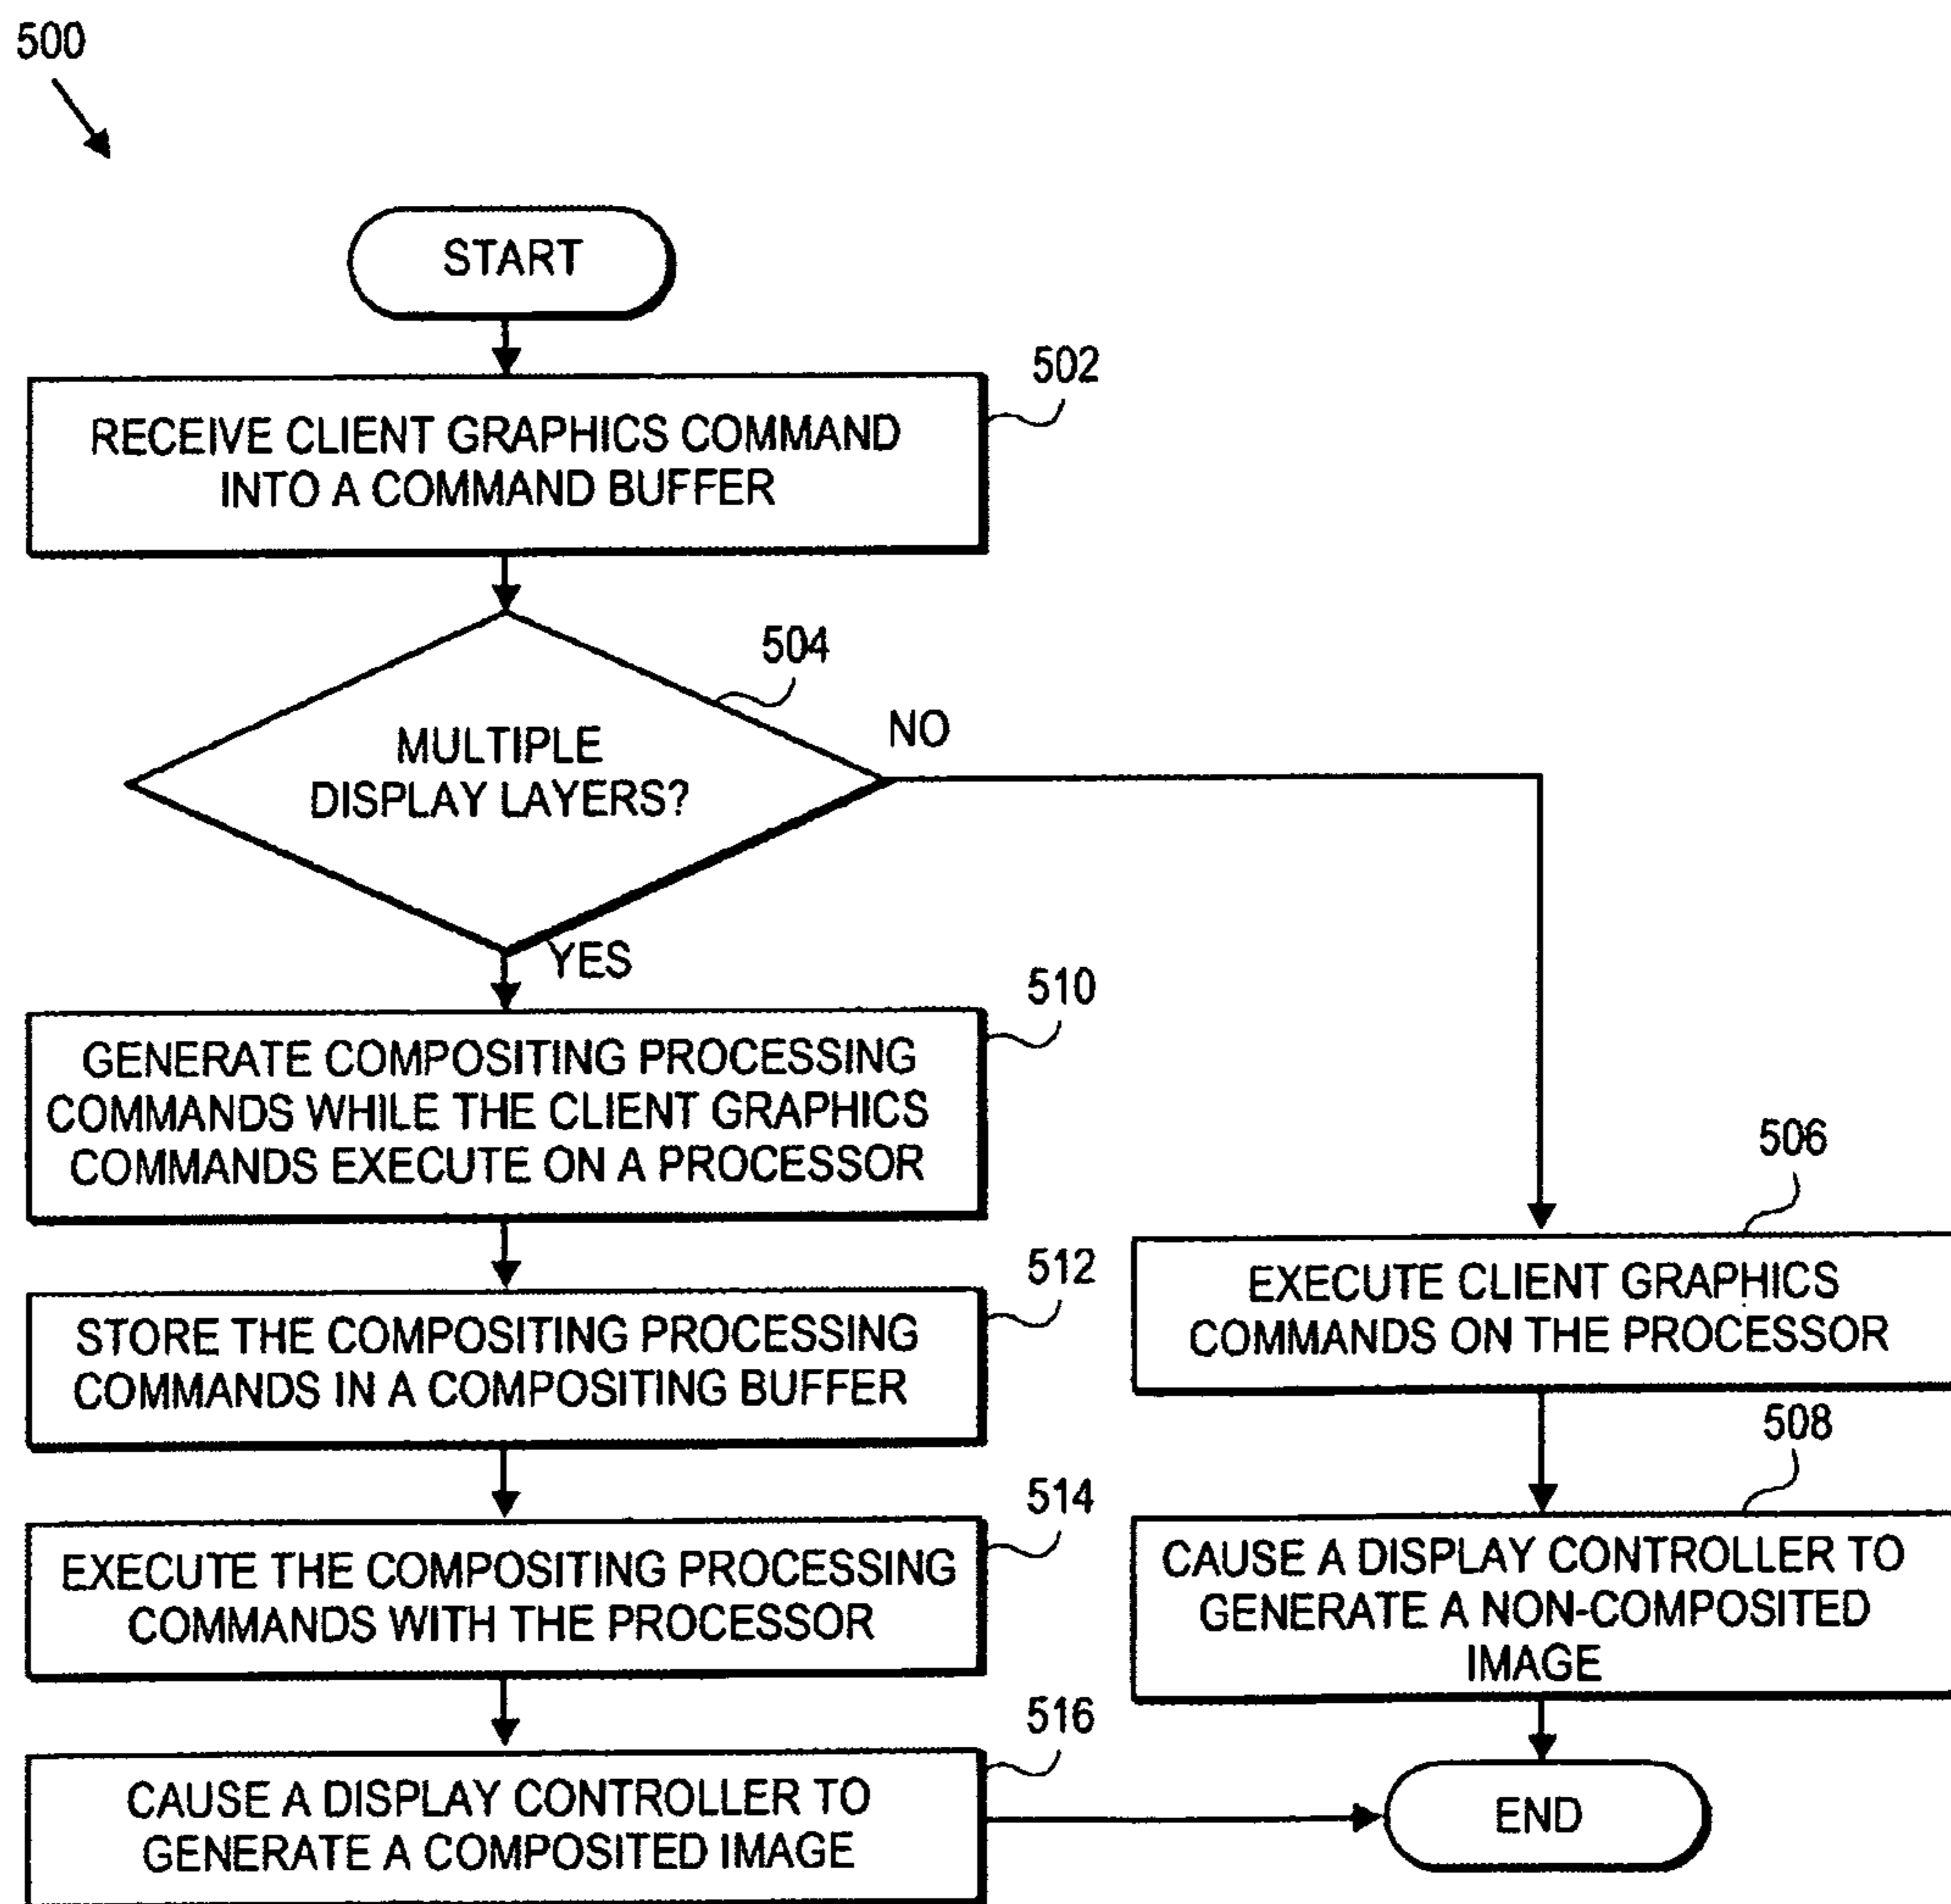 500
START
502
RECEIVE CLIENT GRAPHICS COMMAND
INTO A COMMAND BUFFER
504
MULTIPLE
DISPLAY LAYERS?
NO
YES
510
GENERATE COMPOSITING PROCESSING
COMMANDS WHILE THE CLIENT GRAPHICS
COMMANDS EXECUTE ON A PROCESSOR
512
STORE THE COMPOSITING PROCESSING
COMMANDS IN A COMPOSITING BUFFER
514
EXECUTE THE COMPOSITING PROCESSING
COMMANDS WITH THE PROCESSOR
516
CAUSE A DISPLAY CONTROLLER TO
GENERATE A COMPOSITED IMAGE
506
EXECUTE CLIENT GRAPHICS
COMMANDS ON THE PROCESSOR
508
CAUSE A DISPLAY CONTROLLER TO
GENERATE A NON-COMPOSITED
IMAGE
END